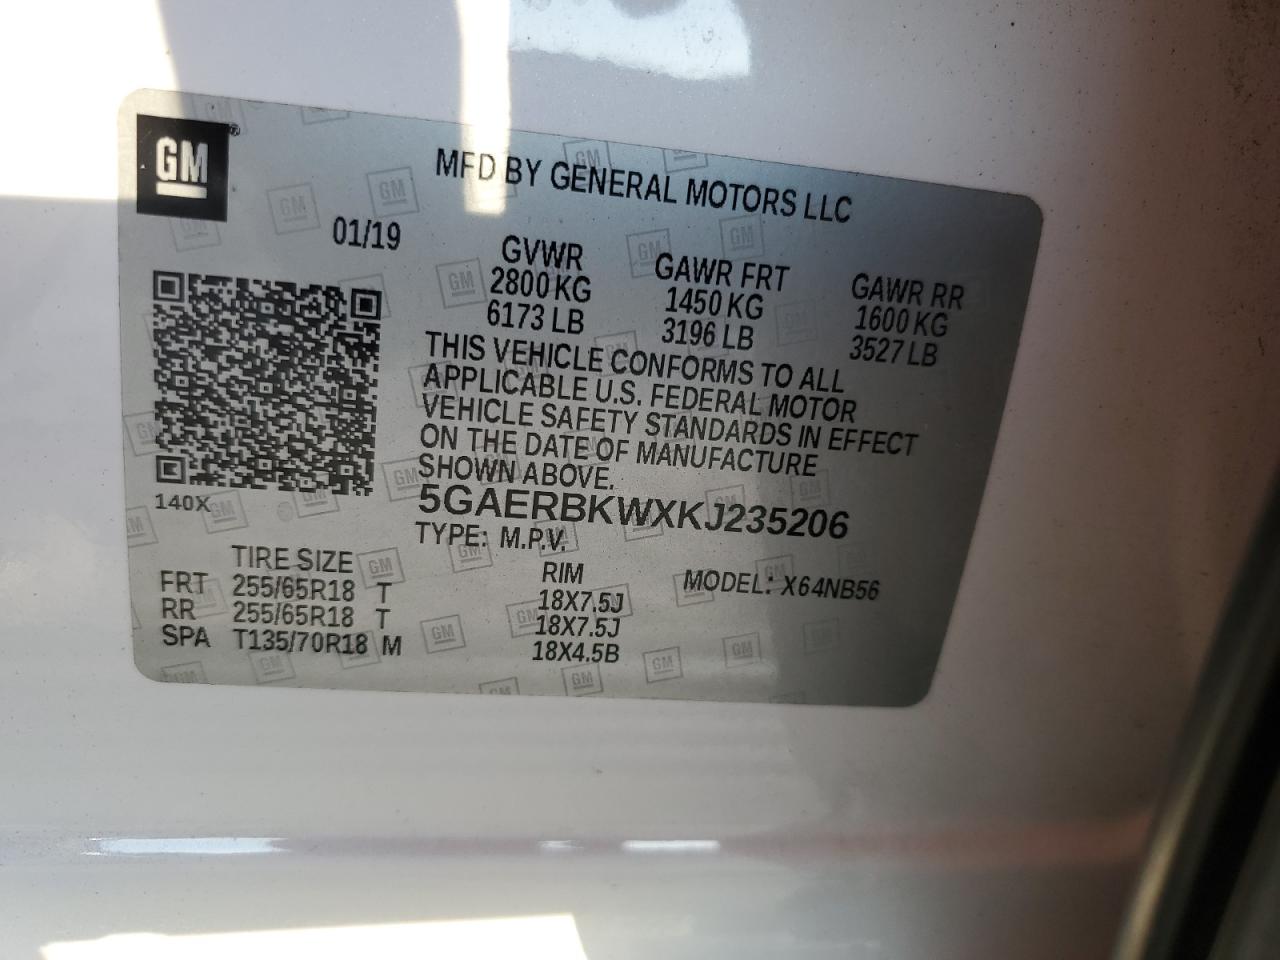 GM
MFD BY GENERAL MOTORS LLC
01/19
GVWR GAWR FRT GAWR RR
2800 KG 1450 KG 1600 KG
6173 LB 3196 LB 3527 LB
THIS VEHICLE CONFORMS TO ALL
APPLICABLE U.S. FEDERAL MOTOR
VEHICLE SAFETY STANDARDS IN EFFECT
ON THE DATE OF MANUFACTURE
SHOWN ABOVE.
140X
5GAERBKWXKJ235206
TYPE: M.P.V.
TIRE SIZE RIM MODEL: X64NB56
FRT 255/65R18 T 18X7.5J
RR 255/65R18 T 18X7.5J
SPA T135/70R18 M 18X4.5B